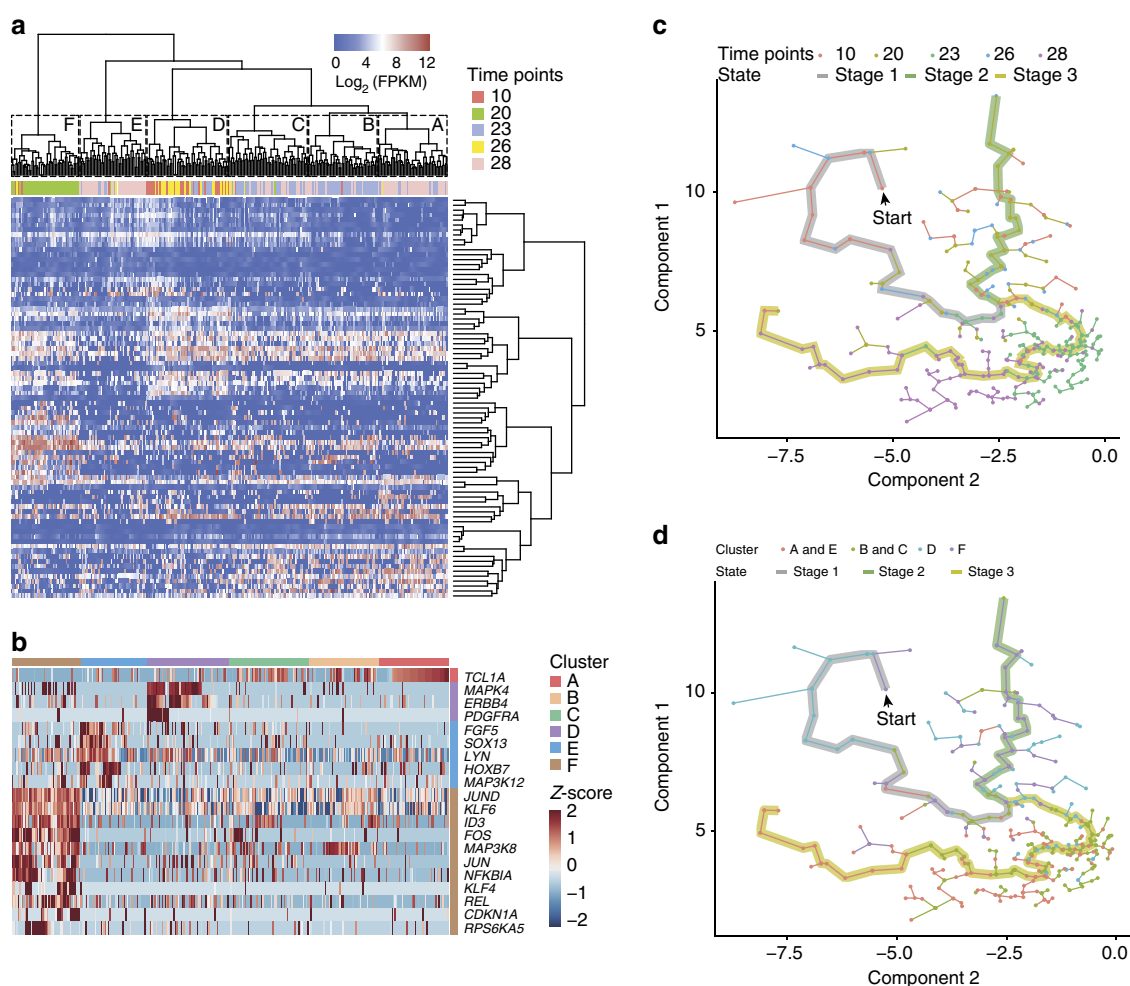 a
0 4 8 12
Log2 (FPKM)
Time points
10
20
23
26
28
F E D C B A
b
TCL1A
MAPK4
ERBB4
PDGFRA
FGF5
SOX13
LYN
HOXB7
MAP3K12
JUND
KLF6
ID3
FOS
MAP3K8
JUN
NFKBIA
KLF4
REL
CDKN1A
RPS6KA5
Cluster
A
B
C
D
E
F
Z-score
2
1
0
−1
−2
c
Time points 10 20 23 26 28
State Stage 1 Stage 2 Stage 3
10
5
Component 1
Start
−7.5 −5.0 −2.5 0.0
Component 2
d
Cluster A and E B and C D F
State Stage 1 Stage 2 Stage 3
10
5
Component 1
Start
−7.5 −5.0 −2.5 0.0
Component 2